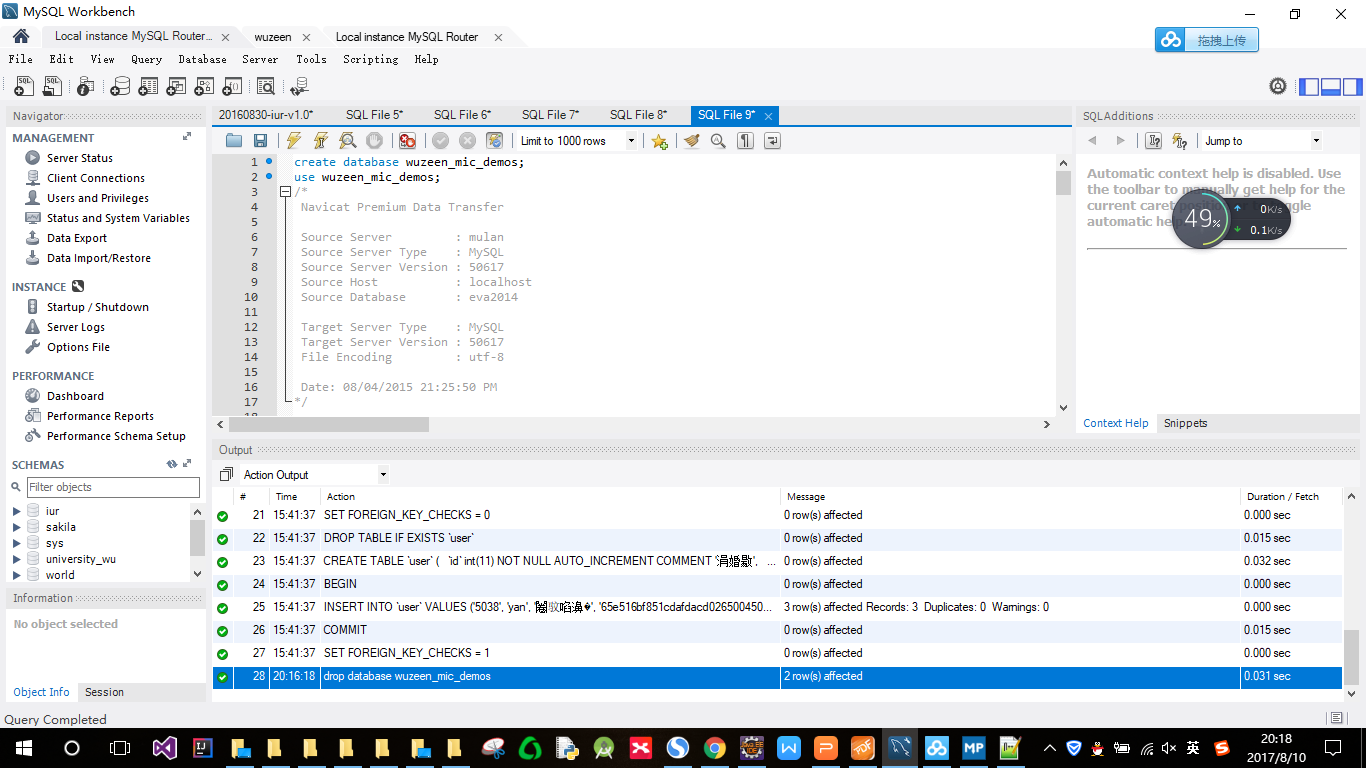 MySQL Workbench
Local instance MySQL Router...
wuzeen
Local instance MySQL Router
拖拽上传
File Edit View Query Database Server Tools Scripting Help
Navigator
MANAGEMENT
Server Status
Client Connections
Users and Privileges
Status and System Variables
Data Export
Data Import/Restore
INSTANCE
Startup / Shutdown
Server Logs
Options File
PERFORMANCE
Dashboard
Performance Reports
Performance Schema Setup
SCHEMAS
Filter objects
iur
sakila
sys
university_wu
world
Information
No object selected
Object Info Session
20160830-iur-v1.0* SQL File 5* SQL File 6* SQL File 7* SQL File 8* SQL File 9*
Limit to 1000 rows
1 create database wuzeen_mic_demos;
2 use wuzeen_mic_demos;
3 /*
4 Navicat Premium Data Transfer
5
6 Source Server : mulan
7 Source Server Type : MySQL
8 Source Server Version : 50617
9 Source Host : localhost
10 Source Database : eva2014
11
12 Target Server Type : MySQL
13 Target Server Version : 50617
14 File Encoding : utf-8
15
16 Date: 08/04/2015 21:25:50 PM
17 */
SQLAdditions
Jump to
Automatic context help is disabled. Use
the toolbar to manually get help for the
current caret
automatic
49%
0K/s
0.1K/s
Context Help Snippets
Output
Action Output
# Time Action Message Duration / Fetch
21 15:41:37 SET FOREIGN_KEY_CHECKS = 0 0 row(s) affected 0.000 sec
22 15:41:37 DROP TABLE IF EXISTS `user` 0 row(s) affected 0.015 sec
23 15:41:37 CREATE TABLE `user` ( `id` int(11) NOT NULL AUTO_INCREMENT COMMENT ... 0 row(s) affected 0.032 sec
24 15:41:37 BEGIN 0 row(s) affected 0.000 sec
25 15:41:37 INSERT INTO `user` VALUES ('5038', 'yan', '65e516bf851cdafdacd026500450... 3 row(s) affected Records: 3 Duplicates: 0 Warnings: 0 0.000 sec
26 15:41:37 COMMIT 0 row(s) affected 0.015 sec
27 15:41:37 SET FOREIGN_KEY_CHECKS = 1 0 row(s) affected 0.000 sec
28 20:16:18 drop database wuzeen_mic_demos 2 row(s) affected 0.031 sec
Query Completed
英
20:18
2017/8/10